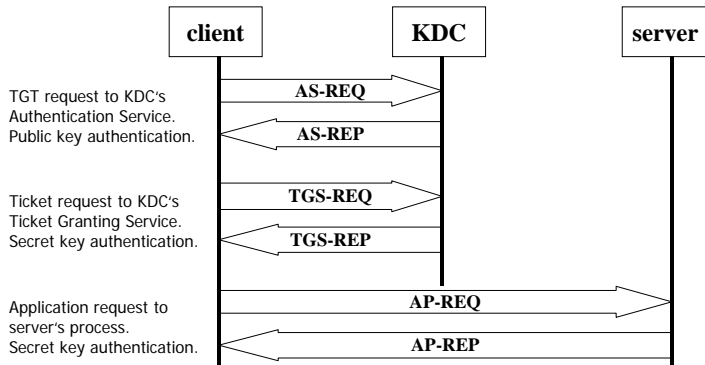 client
KDC
server
TGT request to KDC‘s
Authentication Service.
Public key authentication.
AS-REQ
AS-REP
Ticket request to KDC‘s
Ticket Granting Service.
Secret key authentication.
TGS-REQ
TGS-REP
Application request to
server‘s process.
Secret key authentication.
AP-REQ
AP-REP